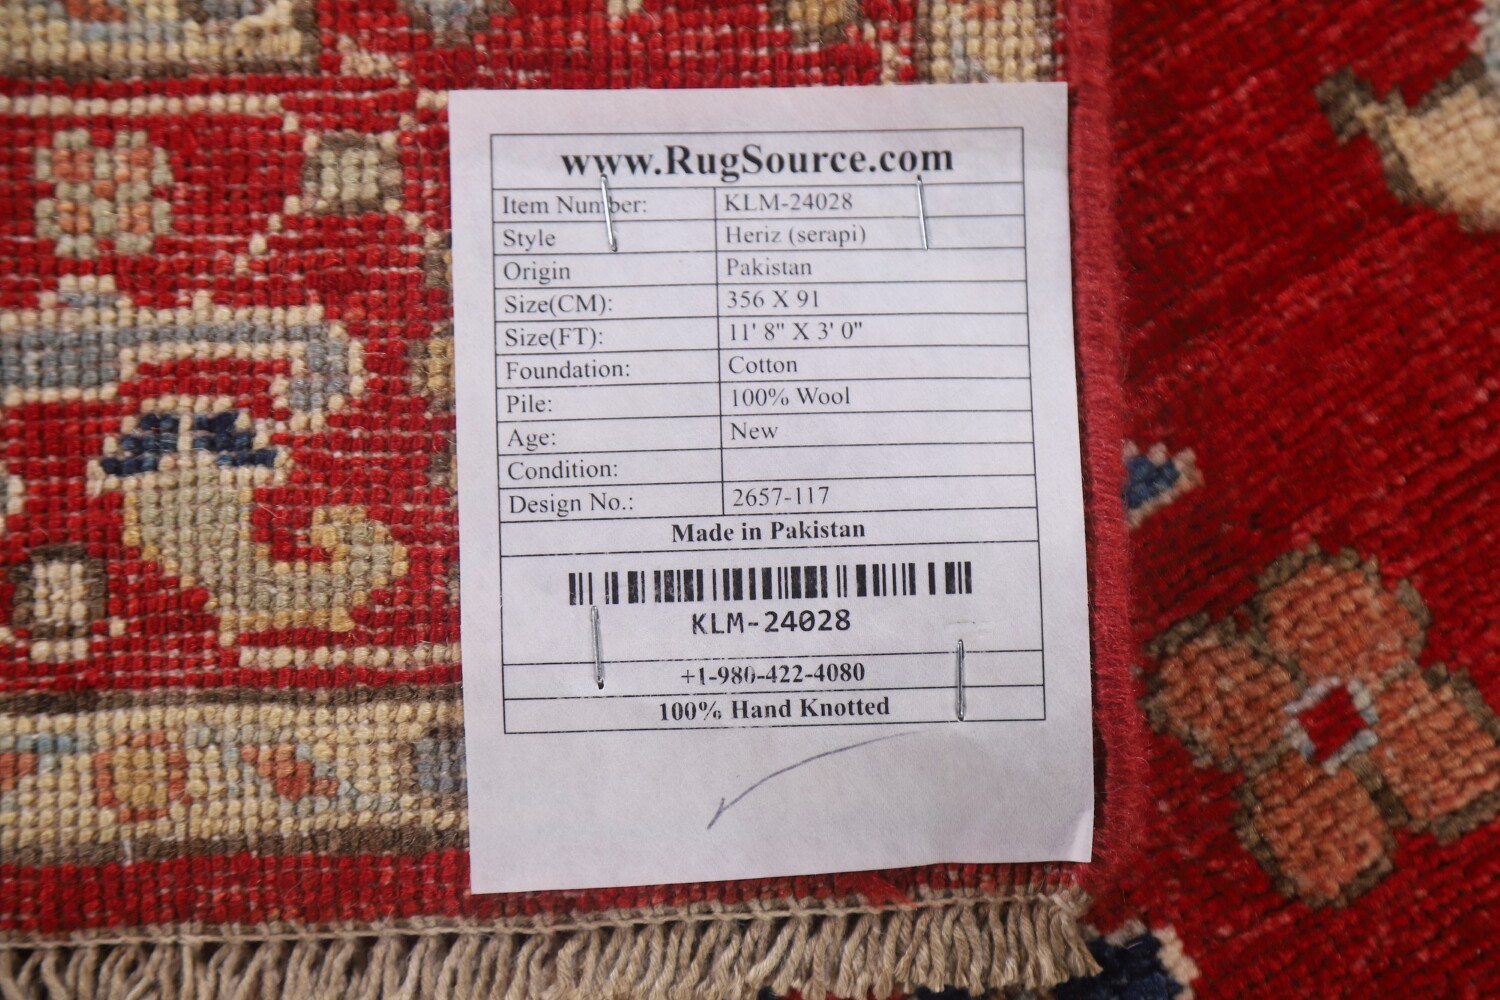 www.RugSource.com
Item Number: KLM-24028
Style Heriz (serapi)
Origin Pakistan
Size(CM): 356 X 91
Size(FT): 11' 8" X 3' 0"
Foundation: Cotton
Pile: 100% Wool
Age: New
Condition:
Design No.: 2657-117
Made in Pakistan
KLM-24028
+1-980-422-4080
100% Hand Knotted